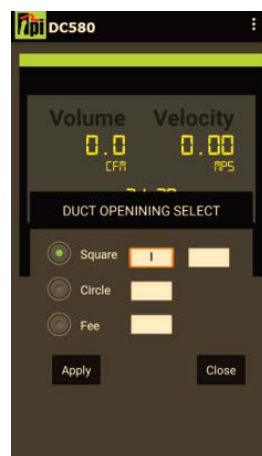 TPI DC580
Volume Velocity
0.0 0.00
CFM MPS
DUCT OPENINING SELECT
Square I
Circle
Fee
Apply Close